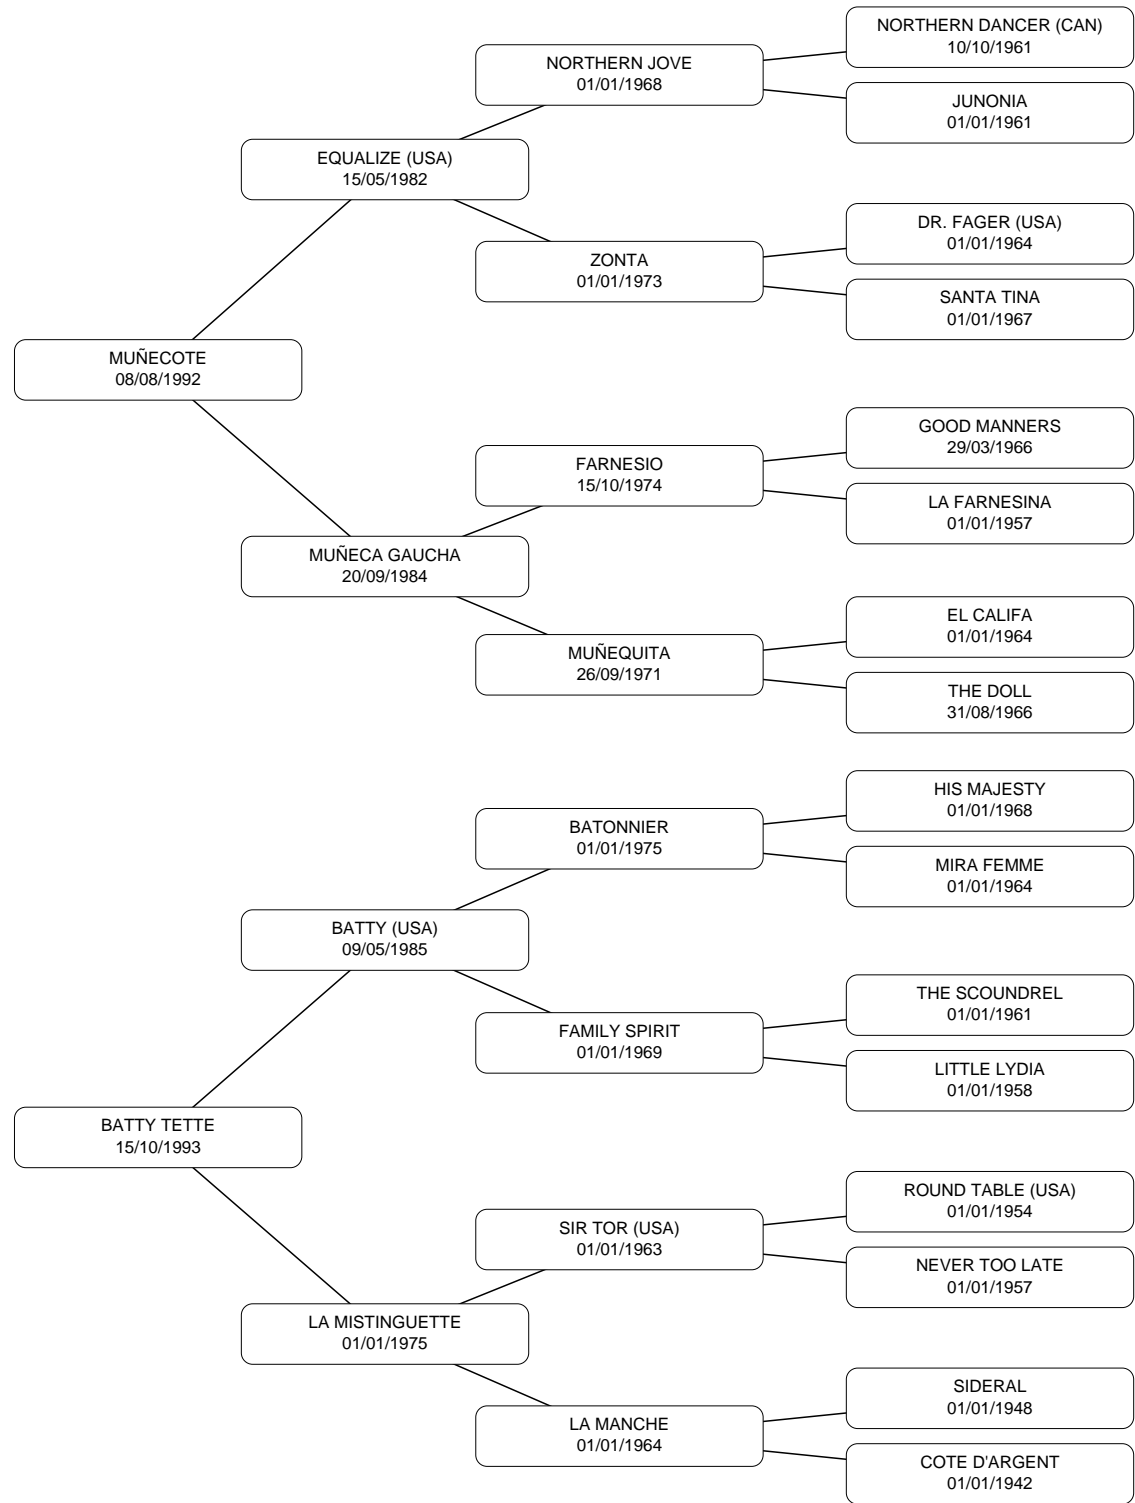 NORTHERN DANCER (CAN)
10/10/1961
NORTHERN JOVE
01/01/1968
JUNONIA
01/01/1961
EQUALIZE (USA)
15/05/1982
DR. FAGER (USA)
01/01/1964
ZONTA
01/01/1973
SANTA TINA
01/01/1967
MUÑECOTE
08/08/1992
GOOD MANNERS
29/03/1966
FARNESIO
15/10/1974
LA FARNESINA
01/01/1957
MUÑECA GAUCHA
20/09/1984
EL CALIFA
01/01/1964
MUÑEQUITA
26/09/1971
THE DOLL
31/08/1966
HIS MAJESTY
01/01/1968
BATONNIER
01/01/1975
MIRA FEMME
01/01/1964
BATTY (USA)
09/05/1985
THE SCOUNDREL
01/01/1961
FAMILY SPIRIT
01/01/1969
LITTLE LYDIA
01/01/1958
BATTY TETTE
15/10/1993
ROUND TABLE (USA)
01/01/1954
SIR TOR (USA)
01/01/1963
NEVER TOO LATE
01/01/1957
LA MISTINGUETTE
01/01/1975
SIDERAL
01/01/1948
LA MANCHE
01/01/1964
COTE D'ARGENT
01/01/1942